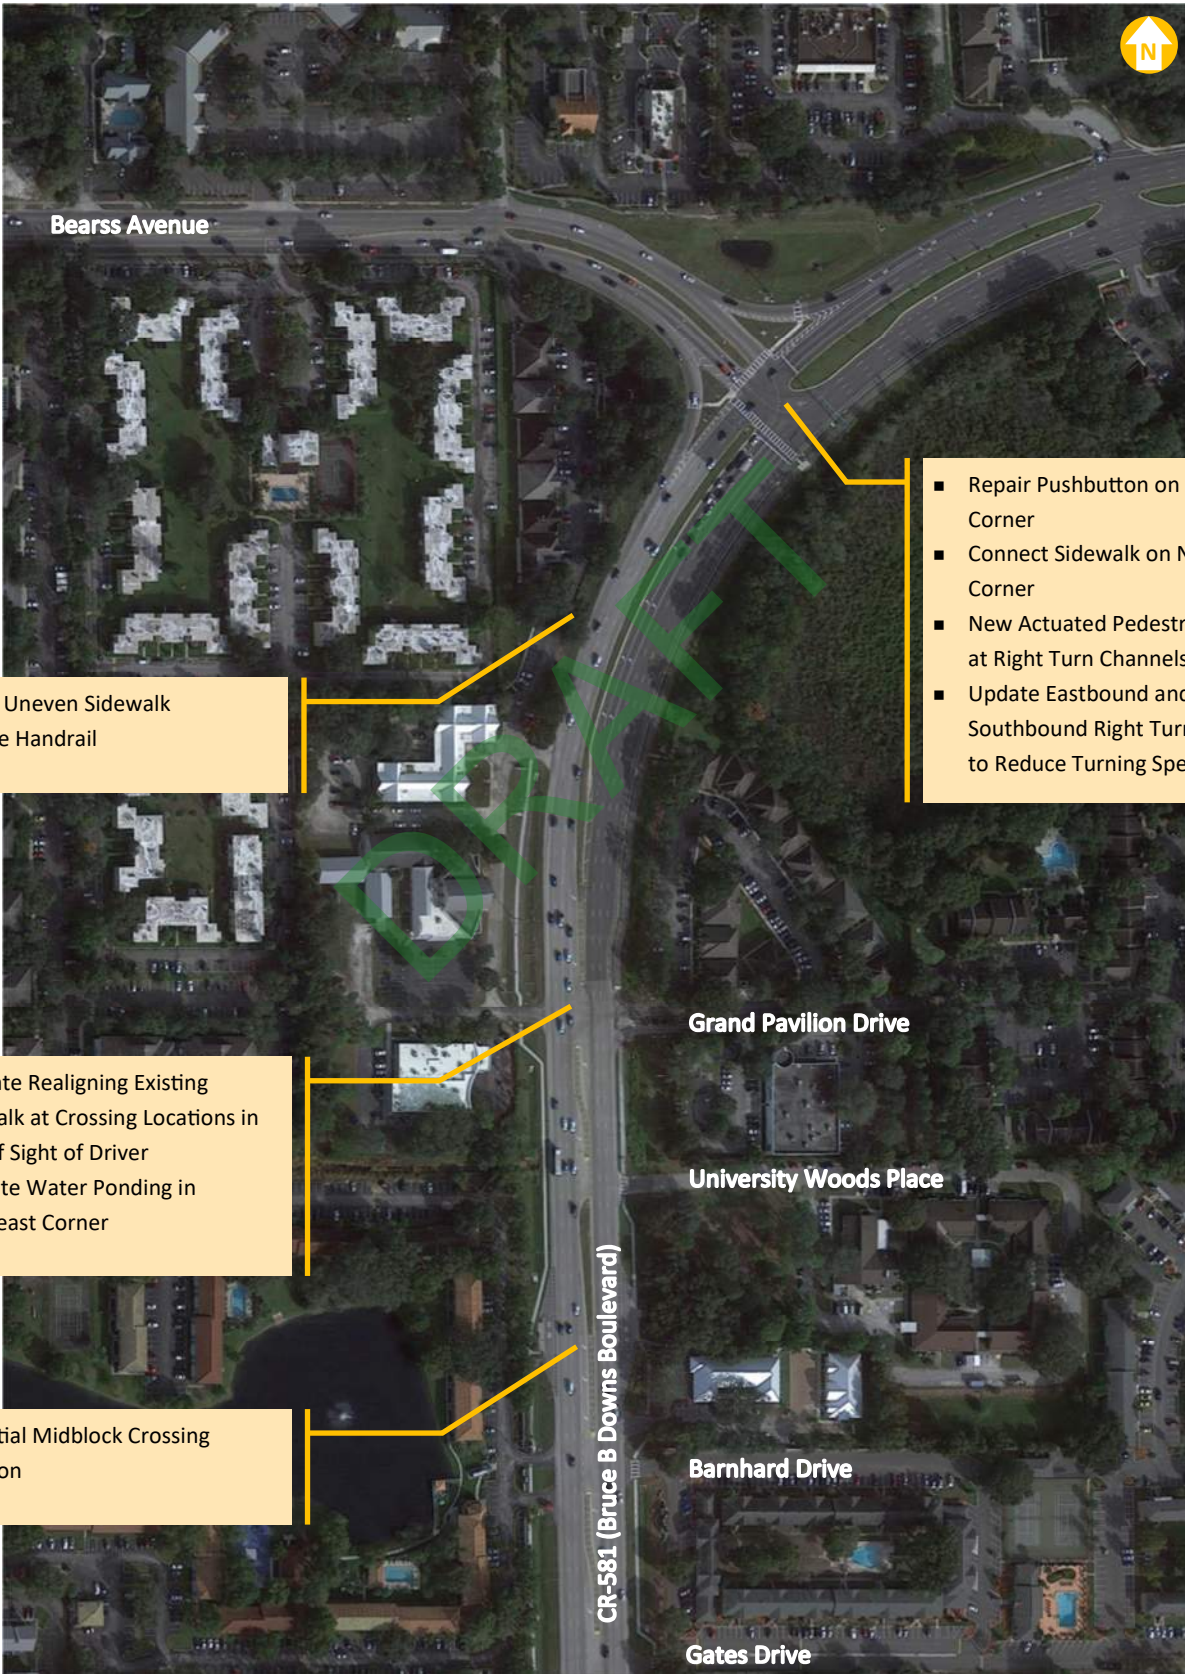 N
Bearss Avenue
■ Repair Pushbutton on
Corner
■ Connect Sidewalk on N
Corner
■ New Actuated Pedestr
at Right Turn Channels
■ Update Eastbound and
Southbound Right Turn
to Reduce Turning Spe
Uneven Sidewalk
e Handrail
DRAFT
Grand Pavilion Drive
te Realigning Existing
alk at Crossing Locations in
f Sight of Driver
te Water Ponding in
east Corner
University Woods Place
CR-581 (Bruce B Downs Boulevard)
tial Midblock Crossing
on
Barnhard Drive
Gates Drive